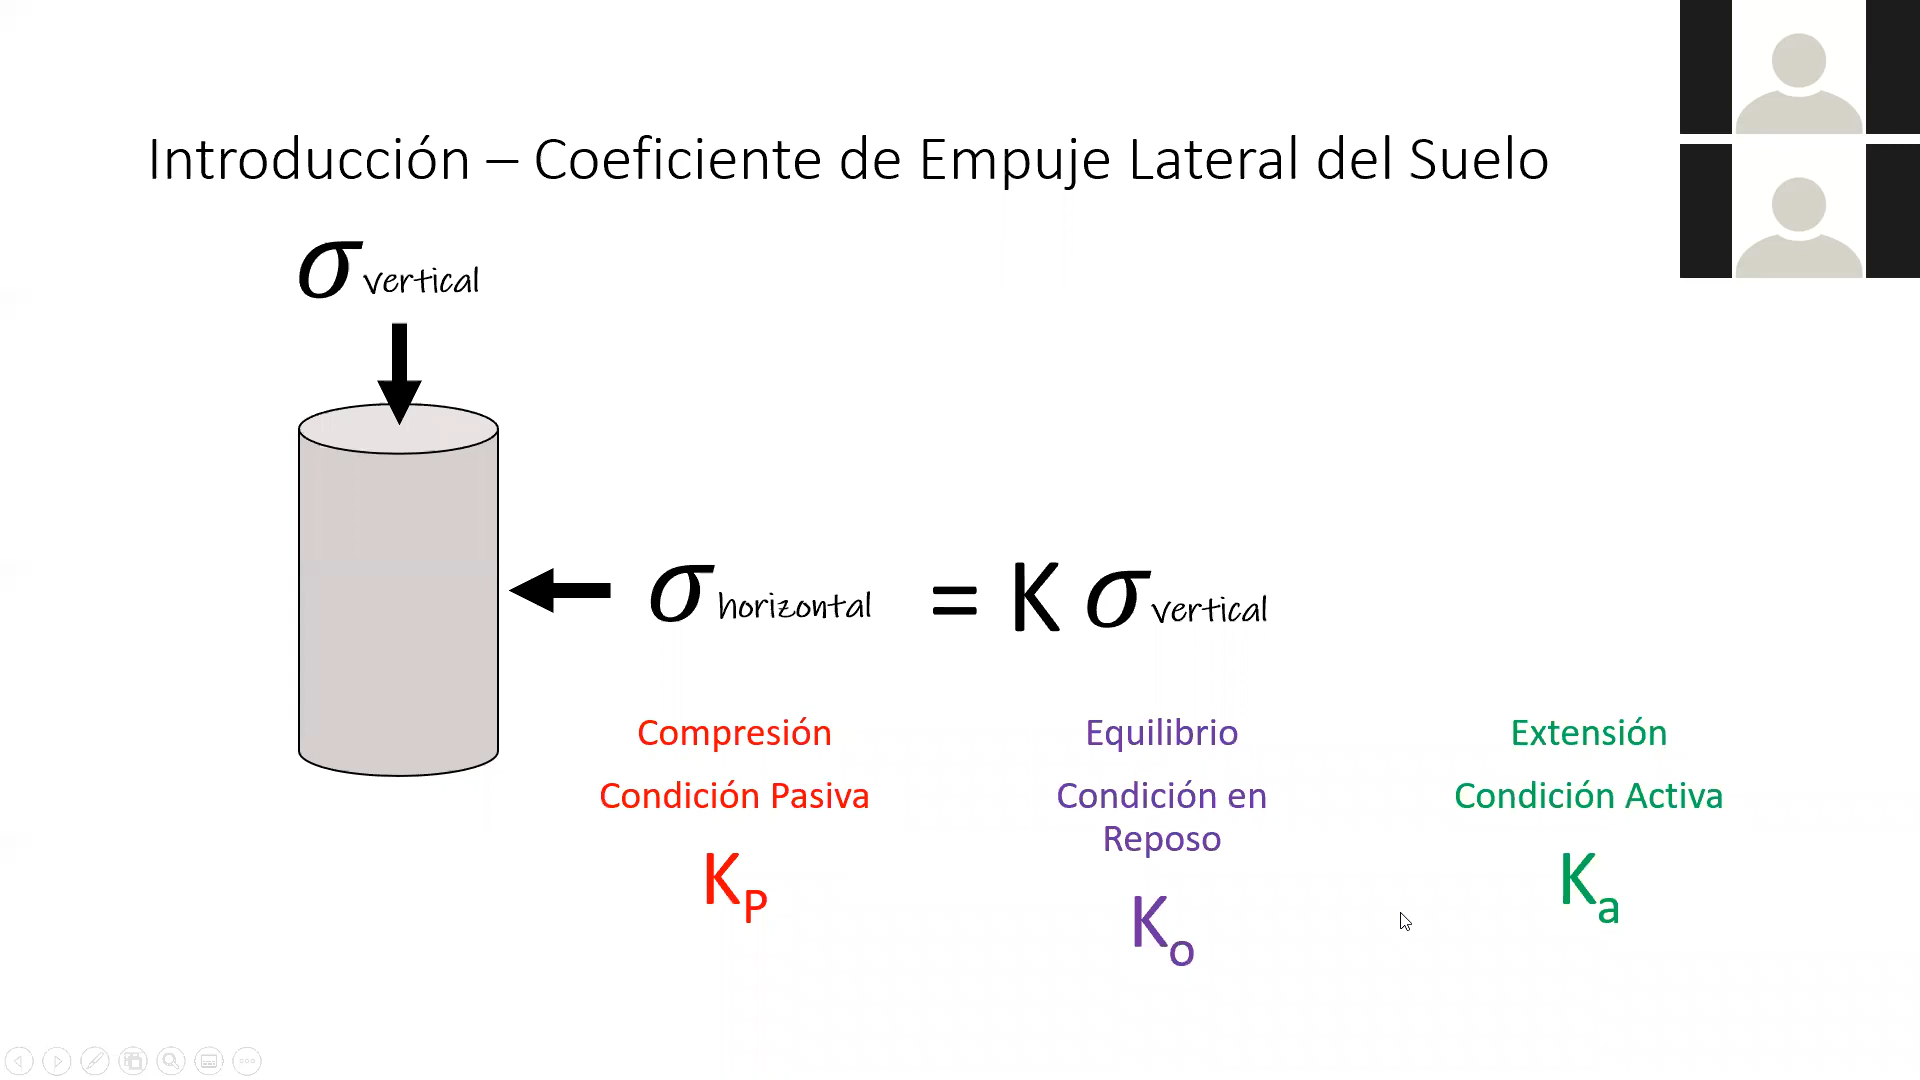 Introducción – Coeficiente de Empuje Lateral del Suelo
σ vertical
σ horizontal = K σ vertical
Compresión
Condición Pasiva
KP
Equilibrio
Condición en
Reposo
Ko
Extensión
Condición Activa
Ka